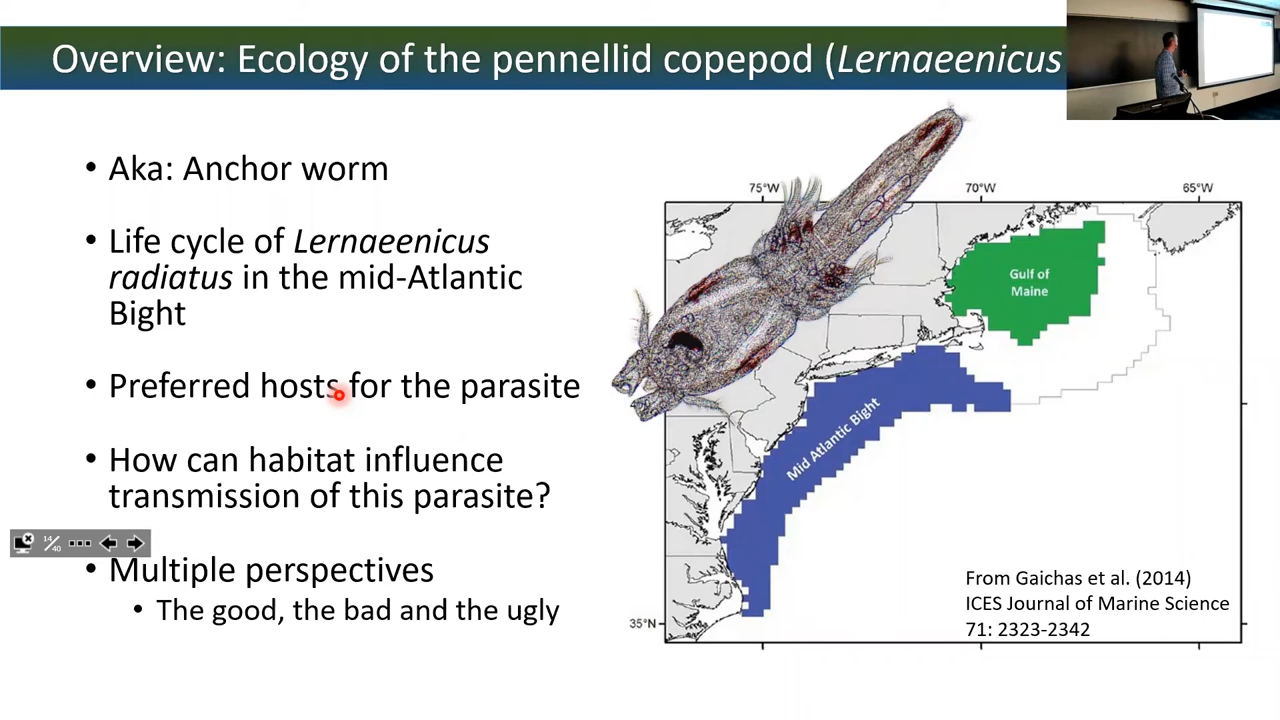 Overview: Ecology of the pennellid copepod (Lernaeenicus
• Aka: Anchor worm
• Life cycle of Lernaeenicus
radiatus in the mid-Atlantic
Bight
• Preferred hosts for the parasite
• How can habitat influence
transmission of this parasite?
14/40
• Multiple perspectives
• The good, the bad and the ugly
75°W 70°W 65°W
Gulf of
Maine
Mid Atlantic Bight
35°N
From Gaichas et al. (2014)
ICES Journal of Marine Science
71: 2323-2342